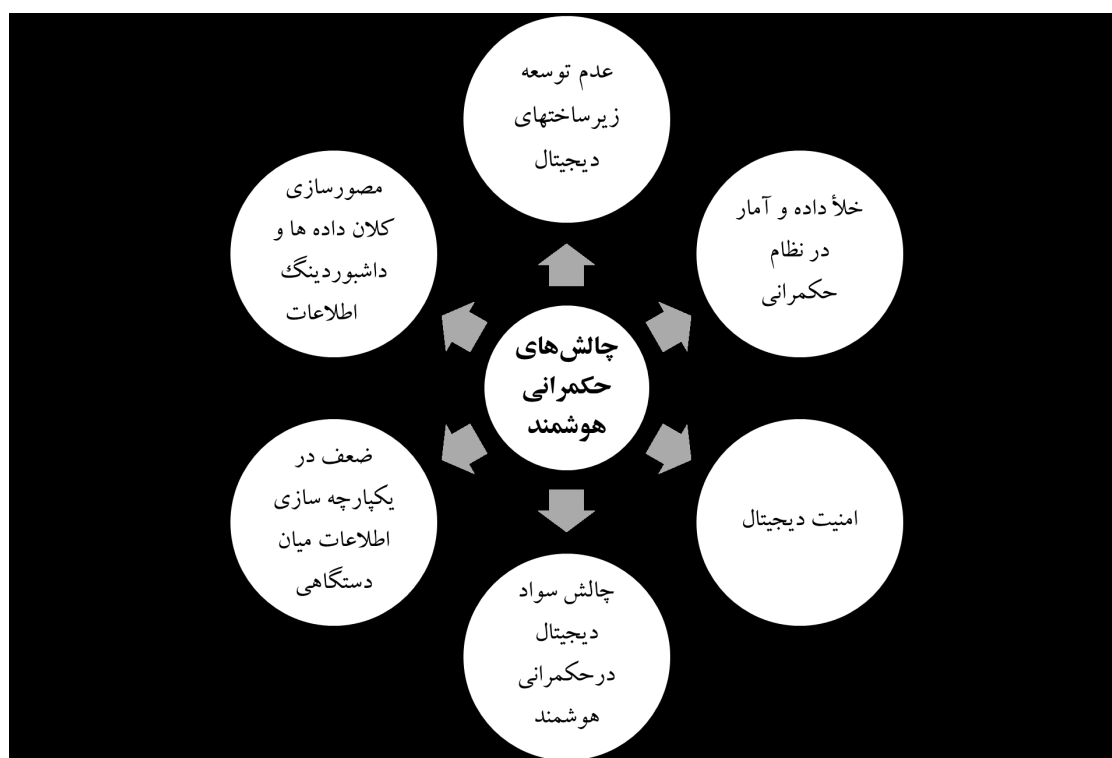 عدم توسعه
زیرساختهای
دیجیتال
خلأ داده و آمار
در نظام
حکمرانی
امنیت دیجیتال
چالش سواد
دیجیتال
درحکمرانی
هوشمند
ضعف در
یکپارچه سازی
اطلاعات میان
دستگاهی
مصورسازی
کلان داده ها و
داشبوردینگ
اطلاعات
چالش‌های
حکمرانی
هوشمند